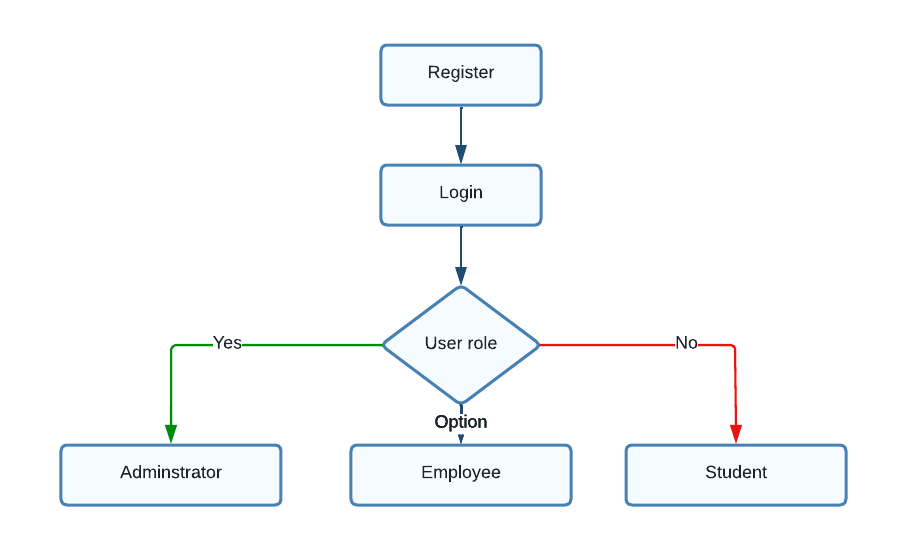 Register
Login
User role
Yes
No
Option
Adminstrator
Employee
Student